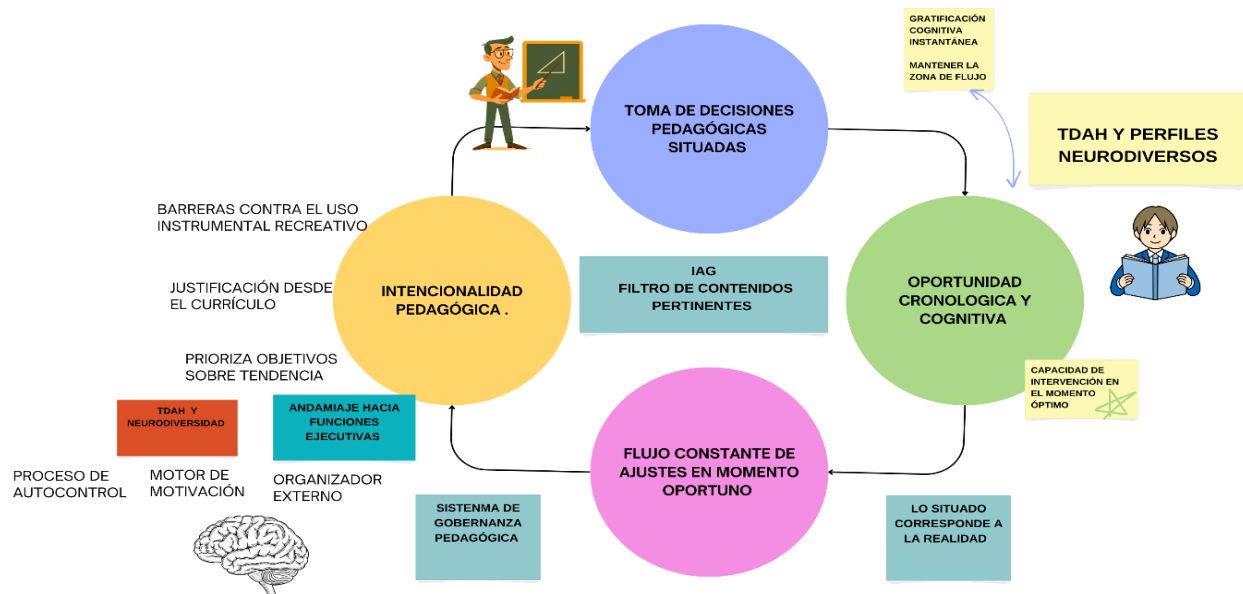 GRATIFICACIÓN
COGNITIVA
INSTANTÁNEA
MANTENER LA
ZONA DE FLUJO
TOMA DE DECISIONES
PEDAGÓGICAS
SITUADAS
TDAH Y PERFILES
NEURODIVERSOS
BARRERAS CONTRA EL USO
INSTRUMENTAL RECREATIVO
JUSTIFICACIÓN DESDE
EL CURRÍCULO
INTENCIONALIDAD
PEDAGÓGICA .
IAG
FILTRO DE CONTENIDOS
PERTINENTES
OPORTUNIDAD
CRONOLOGICA Y
COGNITIVA
PRIORIZA OBJETIVOS
SOBRE TENDENCIA
CAPACIDAD DE
INTERVENCIÓN EN
EL MOMENTO
ÓPTIMO
TDAH Y
NEURODIVERSIDAD
ANDAMIAJE HACIA
FUNCIONES
EJECUTIVAS
FLUJO CONSTANTE DE
AJUSTES EN MOMENTO
OPORTUNO
PROCESO DE
AUTOCONTROL
MOTOR DE
MOTIVACIÓN
ORGANIZADOR
EXTERNO
SISTENMA DE
GOBERNANZA
PEDAGÓGICA
LO SITUADO
CORRESPONDE A
LA REALIDAD